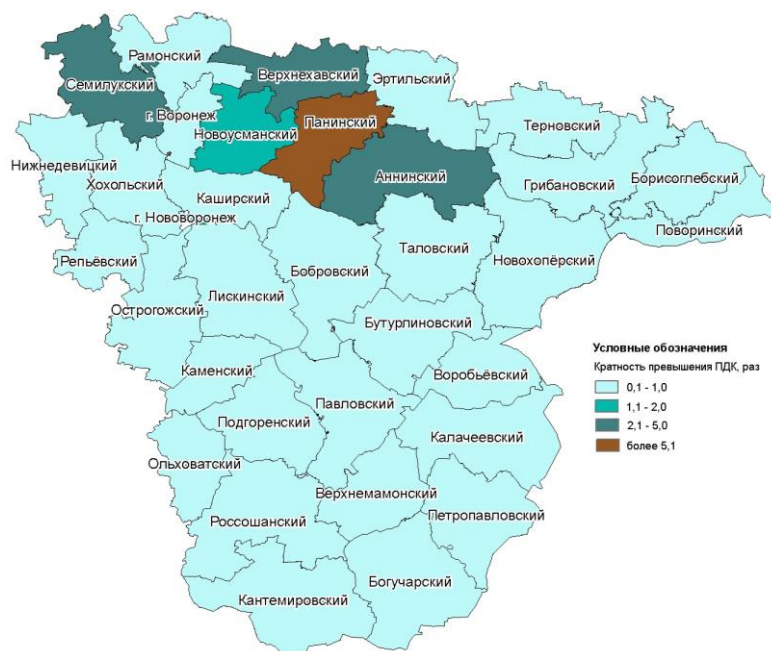 Рамонский
Семилукский
Верхнехавский
Эртильский
г. Воронеж
Новоусманский
Панинский
Терновский
Нижнедевицкий
Хохольский
Каширский
Аннинский
Грибановский
Борисоглебский
г. Нововоронеж
Поворинский
Репьёвский
Бобровский
Таловский
Новохопёрский
Острогожский
Лискинский
Бутурлиновский
Каменский
Воробьёвский
Подгоренский
Павловский
Калачеевский
Ольховатский
Верхнемамонский
Петропавловский
Россошанский
Богучарский
Кантемировский
Условные обозначения
Кратность превышения ПДК, раз
0,1 - 1,0
1,1 - 2,0
2,1 - 5,0
более 5,1